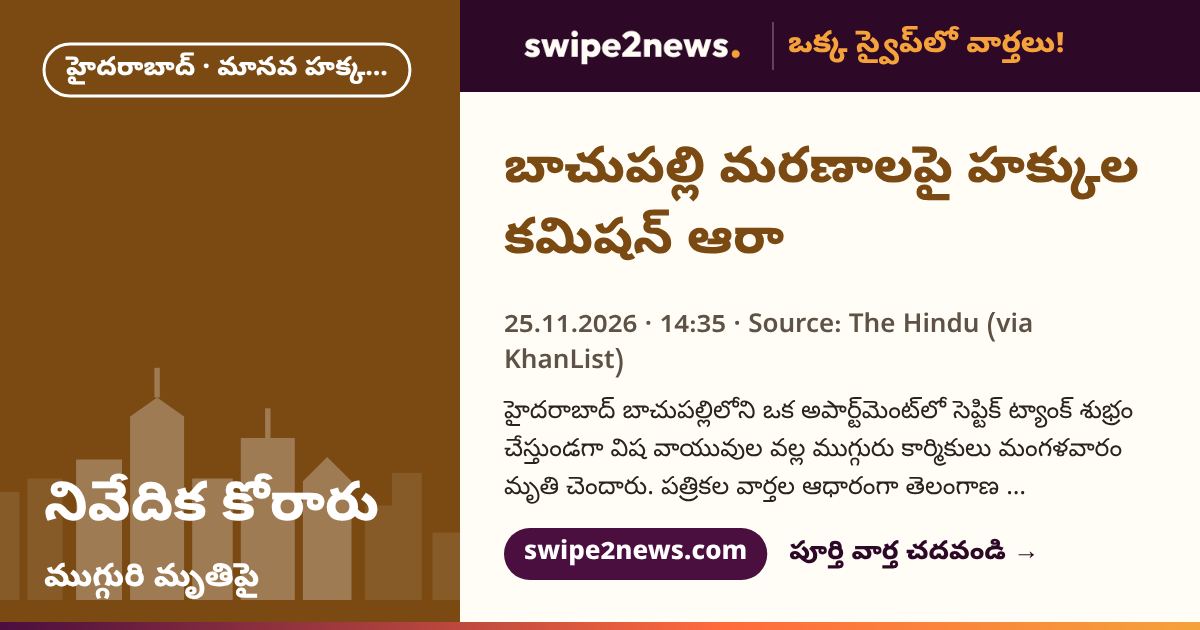 హైదరాబాద్ · మానవ హక్క...
నివేదిక కోరారు
ముగ్గురి మృతిపై
swipe2news.
ఒక్క స్వైప్‌లో వార్తలు!
బాచుపల్లి మరణాలపై హక్కుల
కమిషన్ ఆరా
25.11.2026 · 14:35 · Source: The Hindu (via
KhanList)
హైదరాబాద్ బాచుపల్లిలోని ఒక అపార్ట్‌మెంట్‌లో సెప్టిక్ ట్యాంక్ శుభ్రం
చేస్తుండగా విష వాయువుల వల్ల ముగ్గురు కార్మికులు మంగళవారం
మృతి చెందారు. పత్రికల వార్తల ఆధారంగా తెలంగాణ ...
swipe2news.com
పూర్తి వార్త చదవండి →